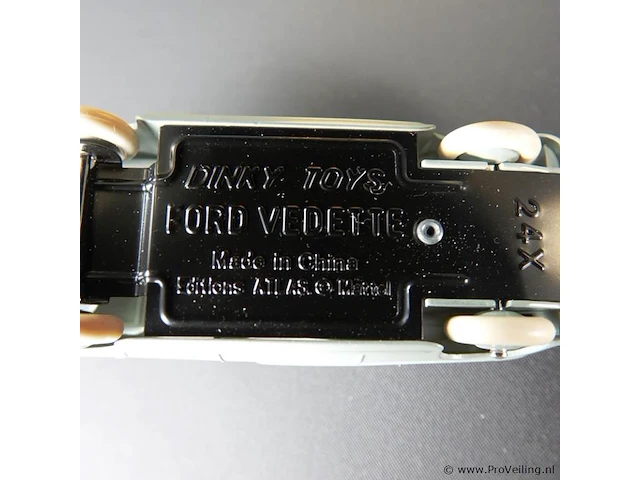 DINKY TOYS
FORD VEDETTE
Made in China
Editions ATLAS © Mattel
24X
© www.ProVeiling.nl